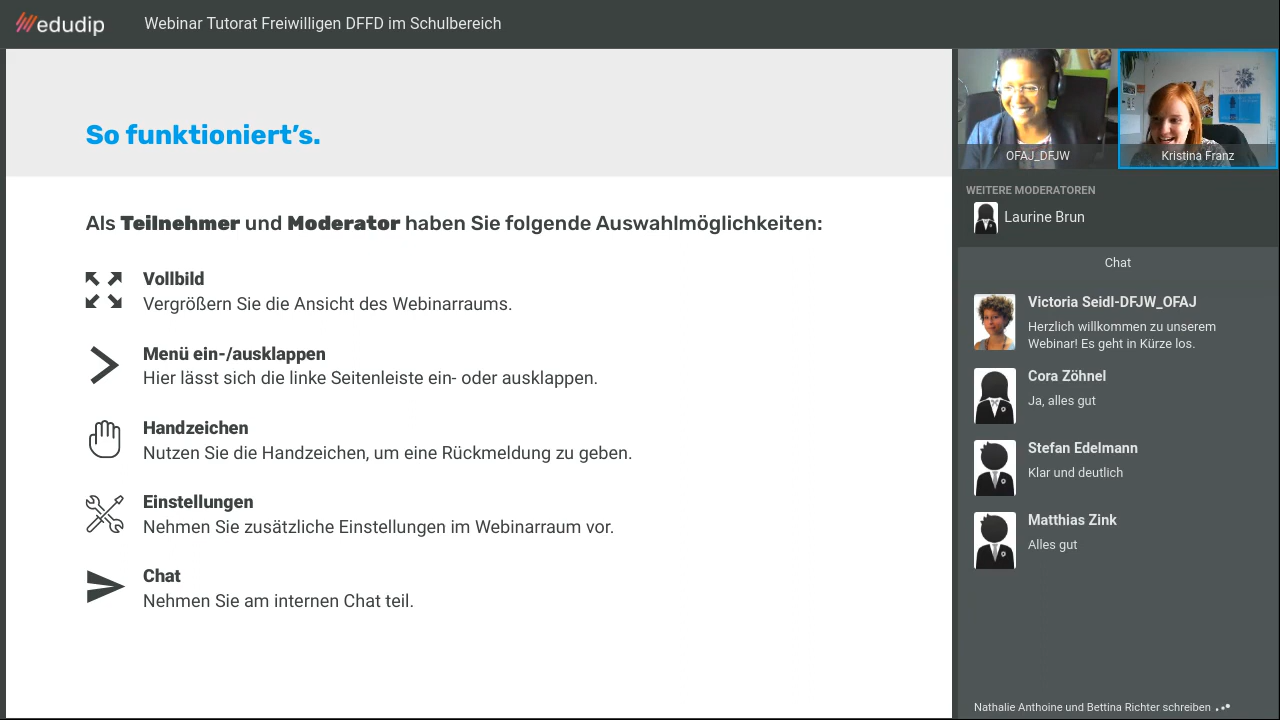 edudip
Webinar Tutorat Freiwilligen DFFD im Schulbereich
So funktioniert's.
Als Teilnehmer und Moderator haben Sie folgende Auswahlmöglichkeiten:
Vollbild
Vergrößern Sie die Ansicht des Webinarraums.
Menü ein-/ausklappen
Hier lässt sich die linke Seitenleiste ein- oder ausklappen.
Handzeichen
Nutzen Sie die Handzeichen, um eine Rückmeldung zu geben.
Einstellungen
Nehmen Sie zusätzliche Einstellungen im Webinarraum vor.
Chat
Nehmen Sie am internen Chat teil.
OFAJ_DFJW
Kristina Franz
WEITERE MODERATOREN
Laurine Brun
Chat
Victoria Seidl-DFJW_OFAJ
Herzlich willkommen zu unserem
Webinar! Es geht in Kürze los.
Cora Zöhnel
Ja, alles gut
Stefan Edelmann
Klar und deutlich
Matthias Zink
Alles gut
Nathalie Anthoine und Bettina Richter schreiben